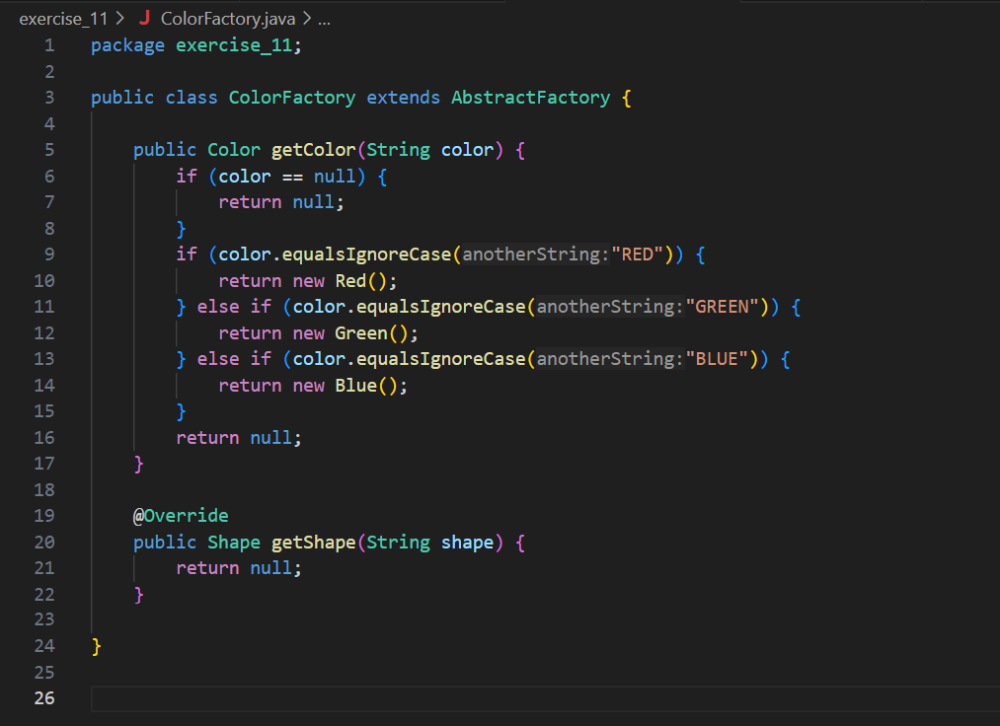 exercise_11 > J ColorFactory.java > ...
1 package exercise_11;
2
3 public class ColorFactory extends AbstractFactory {
4
5     public Color getColor(String color) {
6         if (color == null) {
7             return null;
8         }
9         if (color.equalsIgnoreCase(anotherString:"RED")) {
10             return new Red();
11         } else if (color.equalsIgnoreCase(anotherString:"GREEN")) {
12             return new Green();
13         } else if (color.equalsIgnoreCase(anotherString:"BLUE")) {
14             return new Blue();
15         }
16         return null;
17     }
18
19     @Override
20     public Shape getShape(String shape) {
21         return null;
22     }
23
24 }
25
26